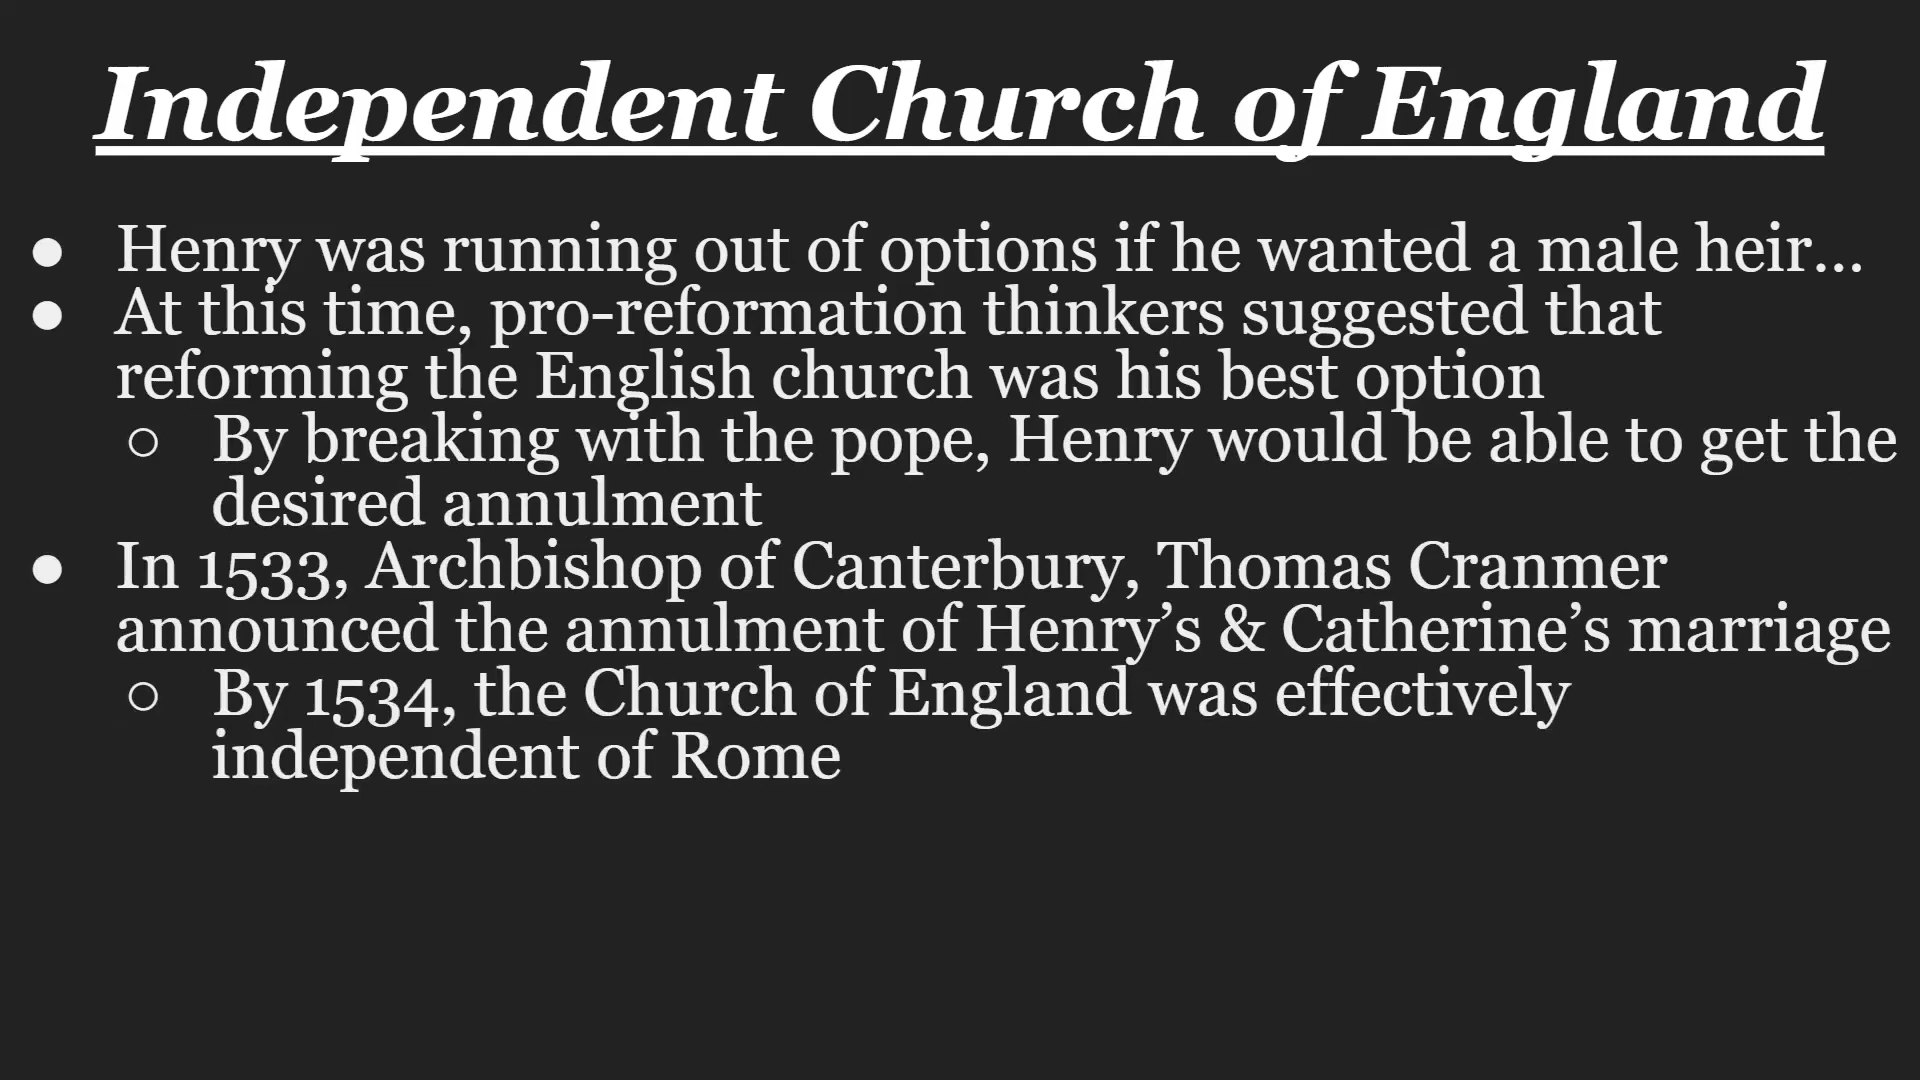 Independent Church of England
● Henry was running out of options if he wanted a male heir...
● At this time, pro-reformation thinkers suggested that
reforming the English church was his best option
○ By breaking with the pope, Henry would be able to get the
desired annulment
● In 1533, Archbishop of Canterbury, Thomas Cranmer
announced the annulment of Henry’s & Catherine’s marriage
○ By 1534, the Church of England was effectively
independent of Rome